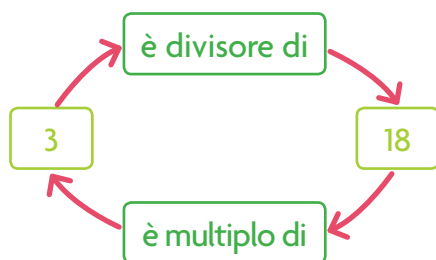 è divisore di
3
18
è multiplo di